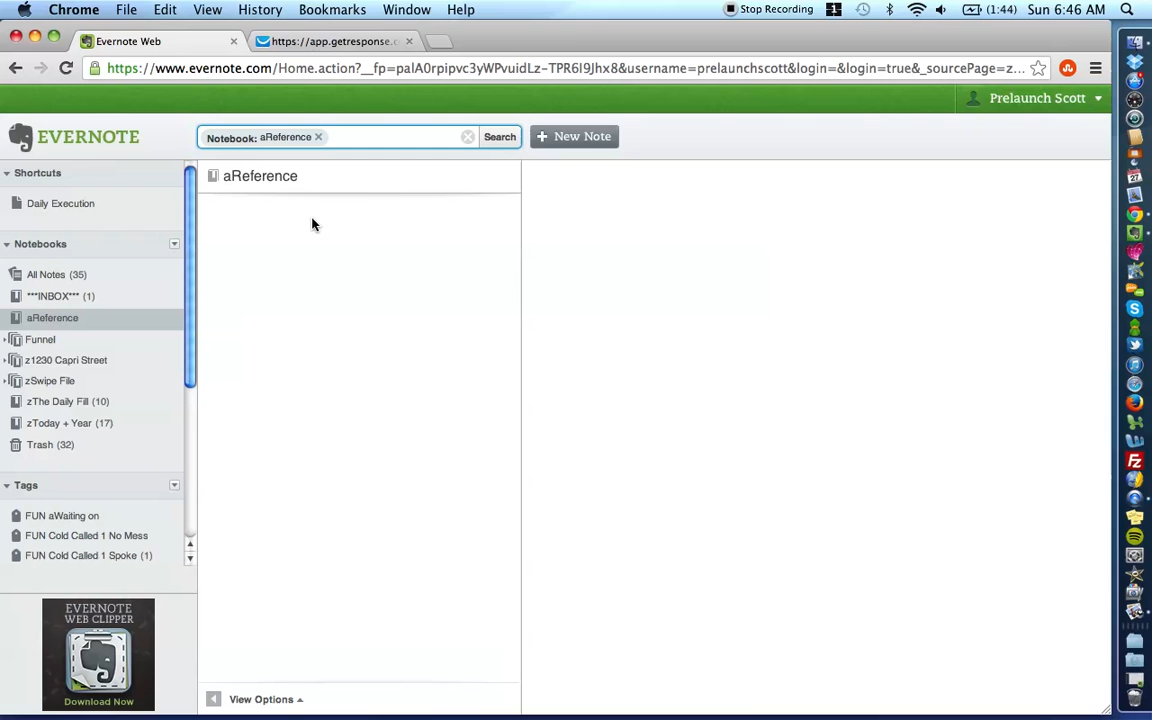 Chrome File Edit View History Bookmarks Window Help Stop Recording 1 (1:44) Sun 6:46 AM
Evernote Web https://app.getresponse.c
https://www.evernote.com/Home.action?__fp=palA0rpipvc3yWPvuidLz-TPR6I9Jhx8&username=prelaunchscott&login=&login=true&_sourcePage=z...
Prelaunch Scott
EVERNOTE Notebook: aReference Search + New Note
Shortcuts
aReference
Daily Execution
Notebooks
All Notes (35)
***INBOX*** (1)
aReference
Funnel
z1230 Capri Street
zSwipe File
zThe Daily Fill (10)
zToday + Year (17)
Trash (32)
Tags
FUN aWaiting on
FUN Cold Called 1 No Mess
FUN Cold Called 1 Spoke (1)
EVERNOTE
WEB CLIPPER
Download Now
View Options